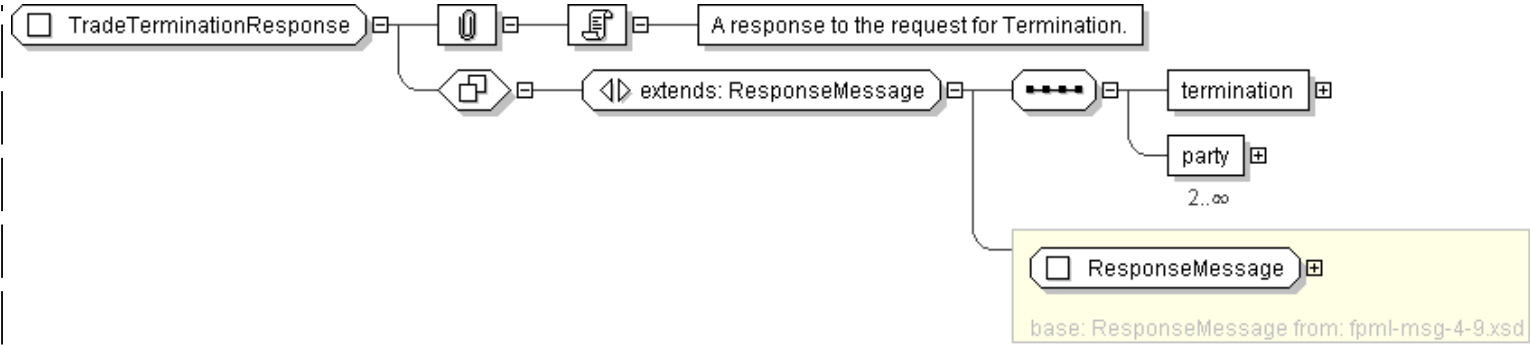 TradeTerminationResponse
A response to the request for Termination.
extends: ResponseMessage
termination
party
2..∞
ResponseMessage
base: ResponseMessage from: fpml-msg-4-9.xsd